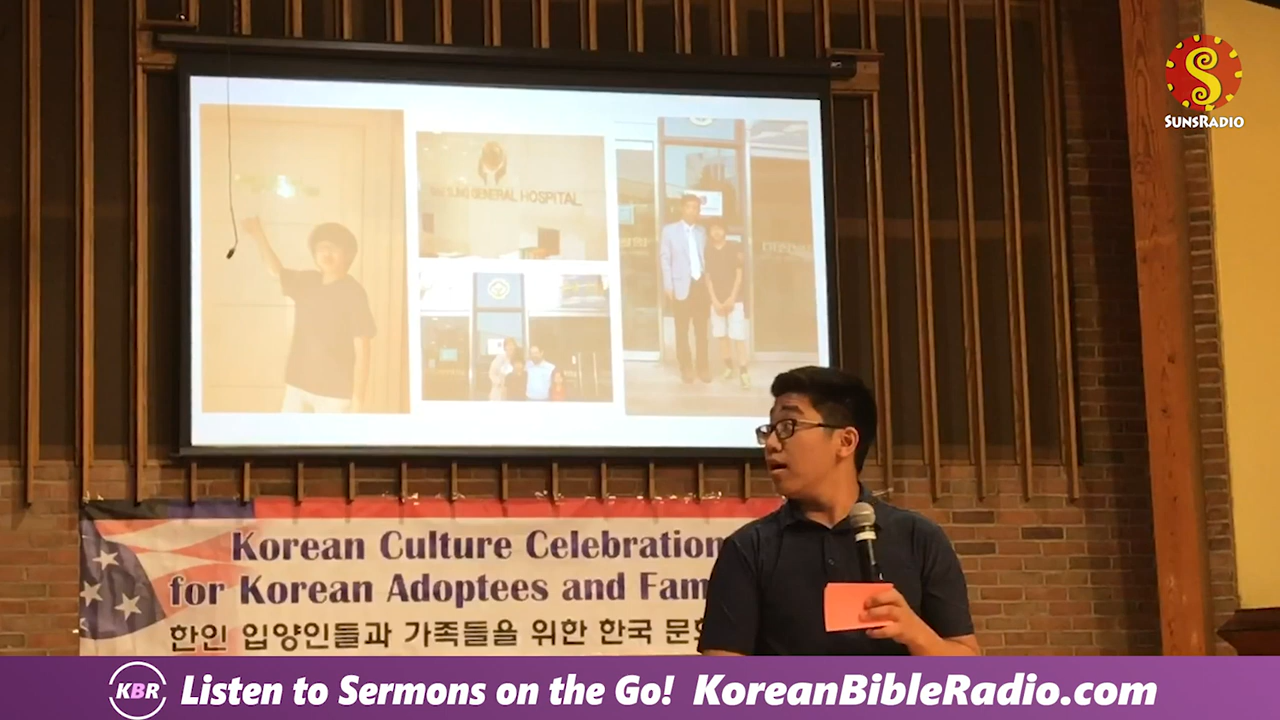 SUNSRADIO
GENERAL HOSPITAL
Korean Culture Celebration
for Korean Adoptees and Fam
한인 입양인들과 가족들을 위한 한국
KBR Listen to Sermons on the Go! KoreanBibleRadio.com